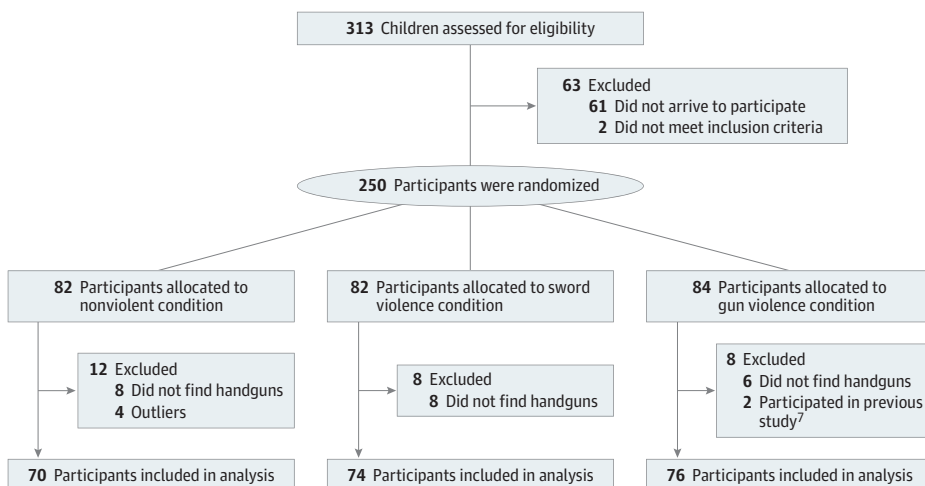 313 Children assessed for eligibility
63 Excluded
61 Did not arrive to participate
2 Did not meet inclusion criteria
250 Participants were randomized
82 Participants allocated to
nonviolent condition
82 Participants allocated to sword
violence condition
84 Participants allocated to
gun violence condition
12 Excluded
8 Did not find handguns
4 Outliers
8 Excluded
8 Did not find handguns
8 Excluded
6 Did not find handguns
2 Participated in previous
study7
70 Participants included in analysis
74 Participants included in analysis
76 Participants included in analysis